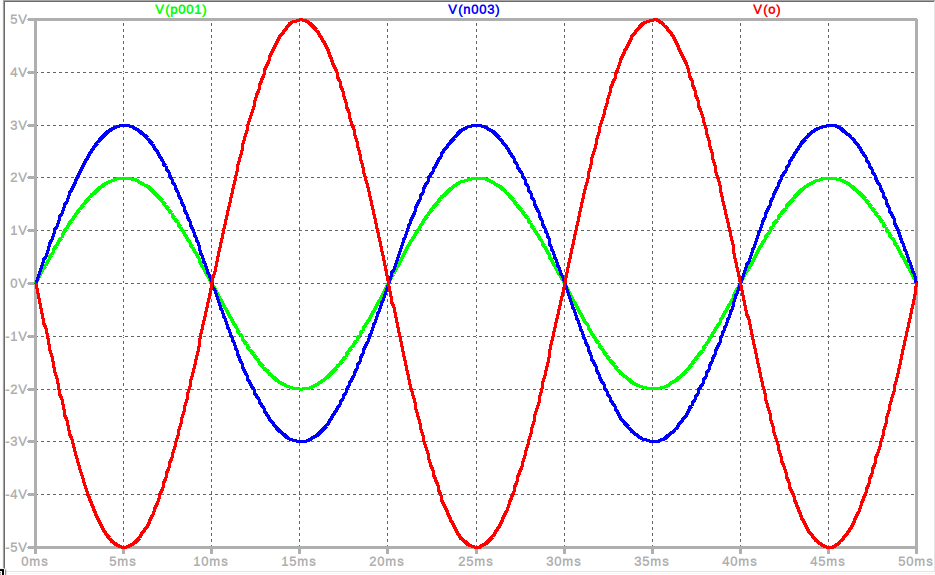 V(p001) V(n003) V(o)
5V
4V
3V
2V
1V
0V
-1V
-2V
-3V
-4V
-5V
0ms 5ms 10ms 15ms 20ms 25ms 30ms 35ms 40ms 45ms 50ms